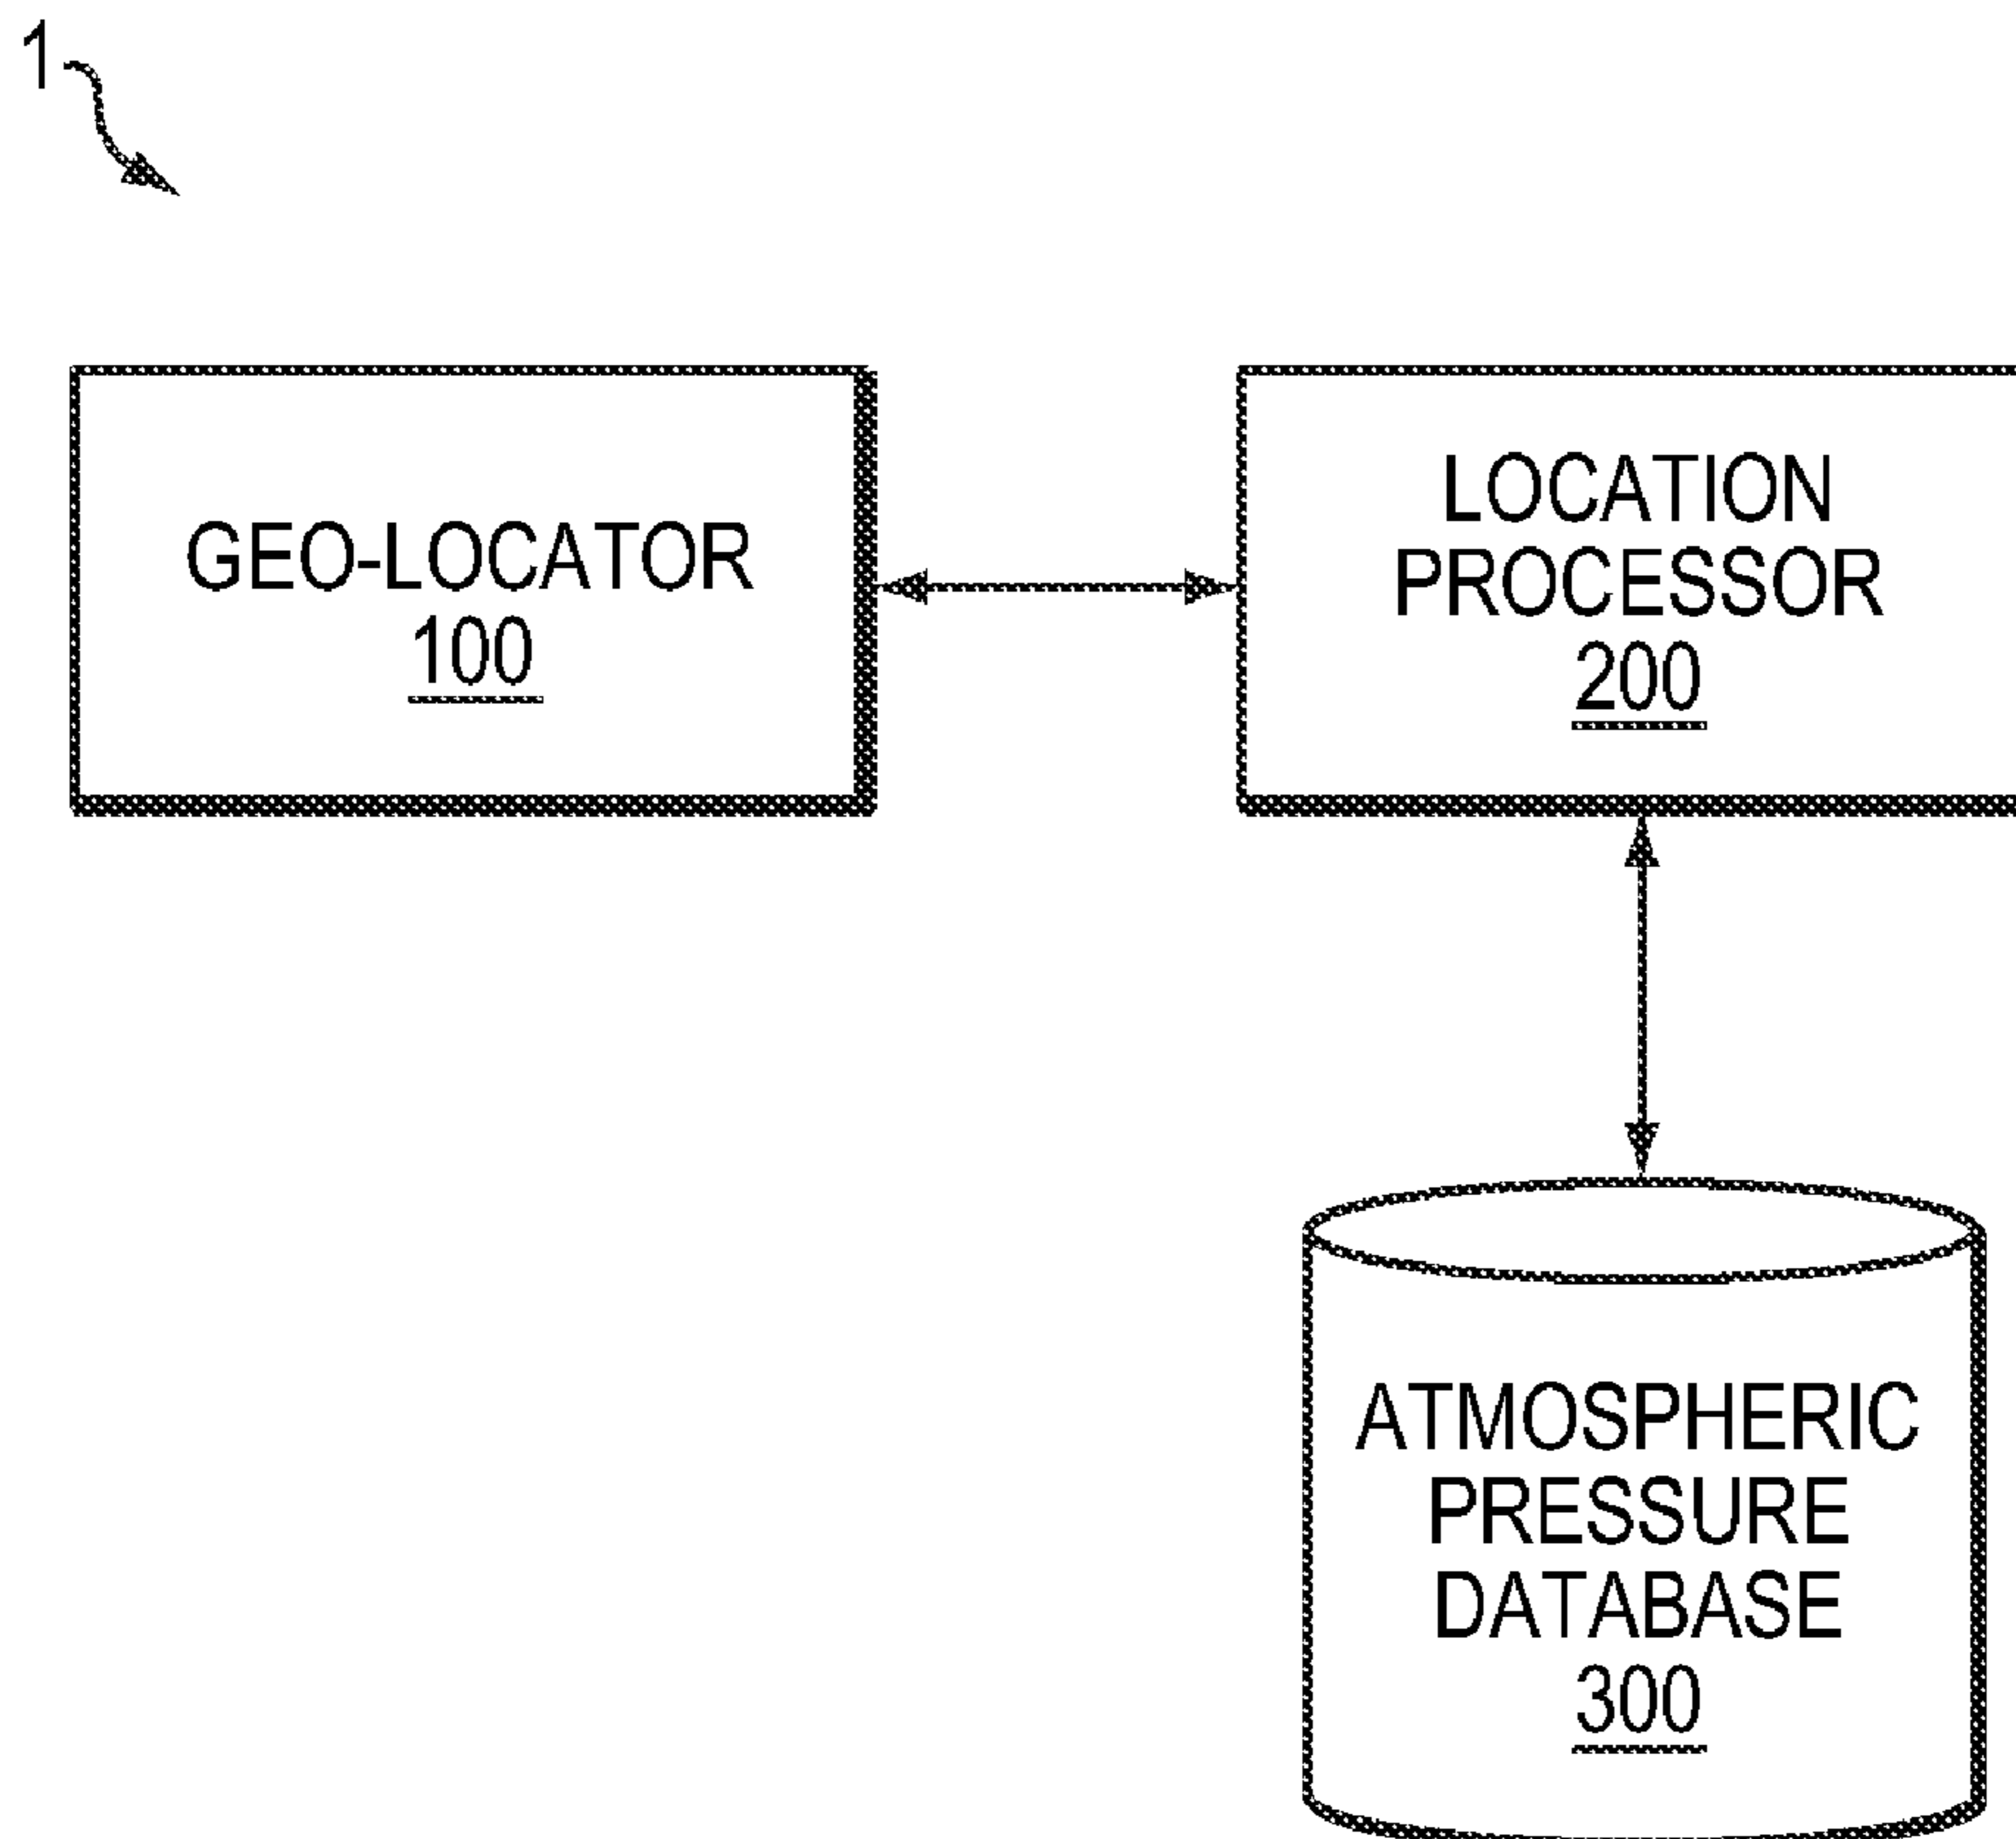 1
GEO-LOCATOR
100
LOCATION
PROCESSOR
200
ATMOSPHERIC
PRESSURE
DATABASE
300